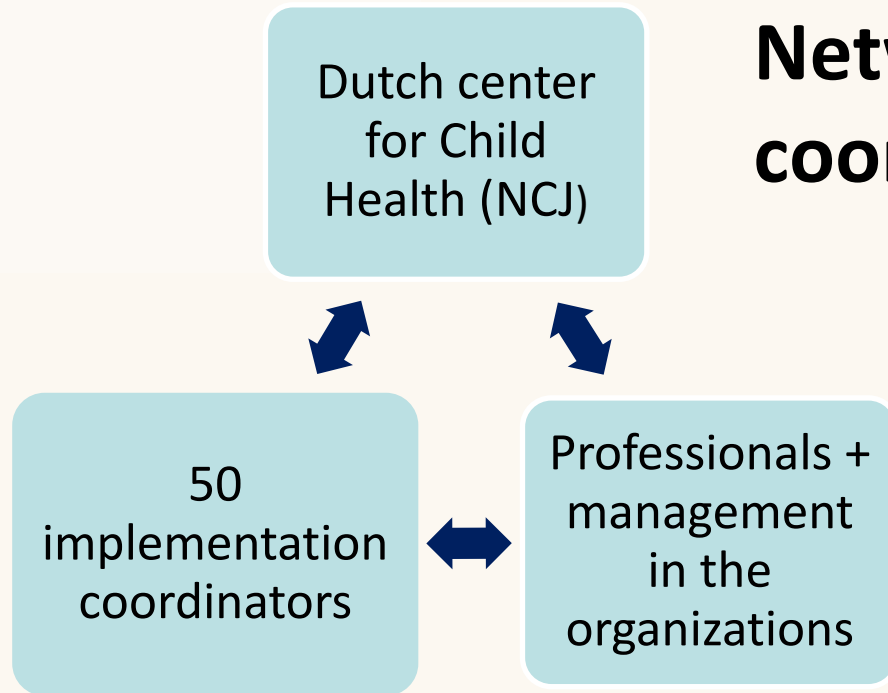 Dutch center
for Child
Health (NCJ)
50
implementation
coordinators
Professionals +
management
in the
organizations